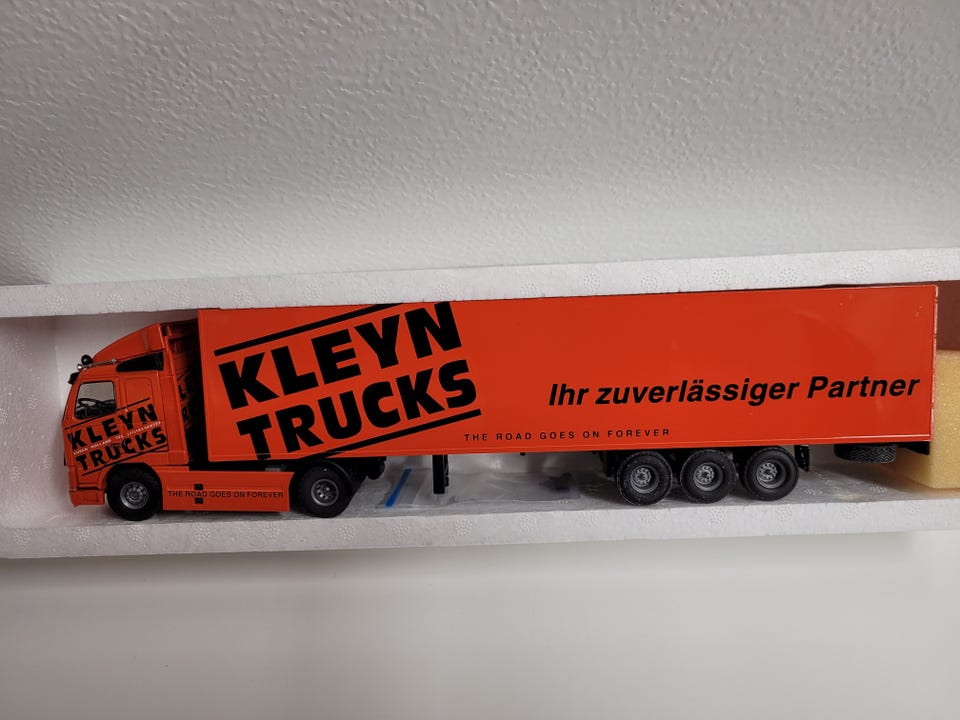 KLEYN
TRUCKS
Ihr zuverlässiger Partner
THE ROAD GOES ON FOREVER
KLEYN
TRUCKS
THE ROAD GOES ON FOREVER